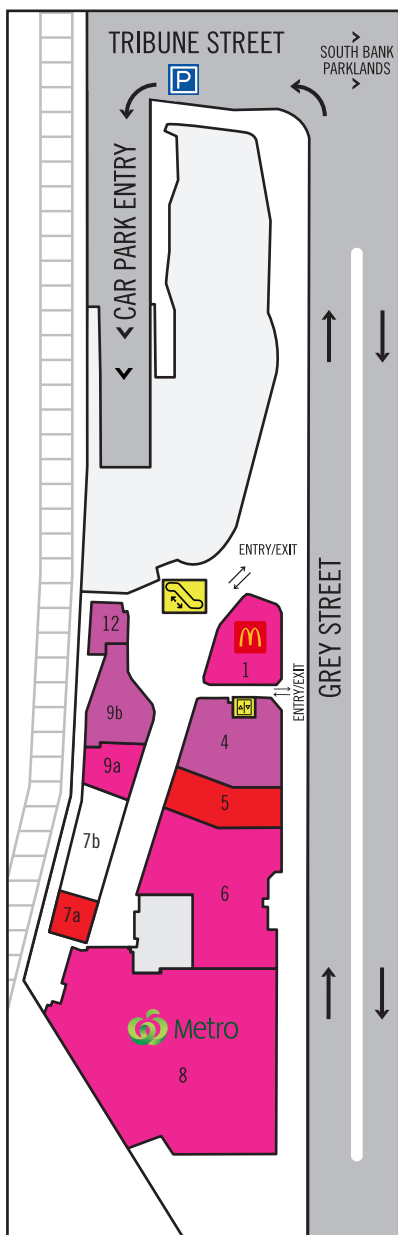 TRIBUNE STREET
SOUTH BANK
PARKLANDS
P
CAR PARK ENTRY
ENTRY/EXIT
GREY STREET
12
1
ENTRY/EXIT
9b
4
9a
5
7b
6
7a
Metro
8